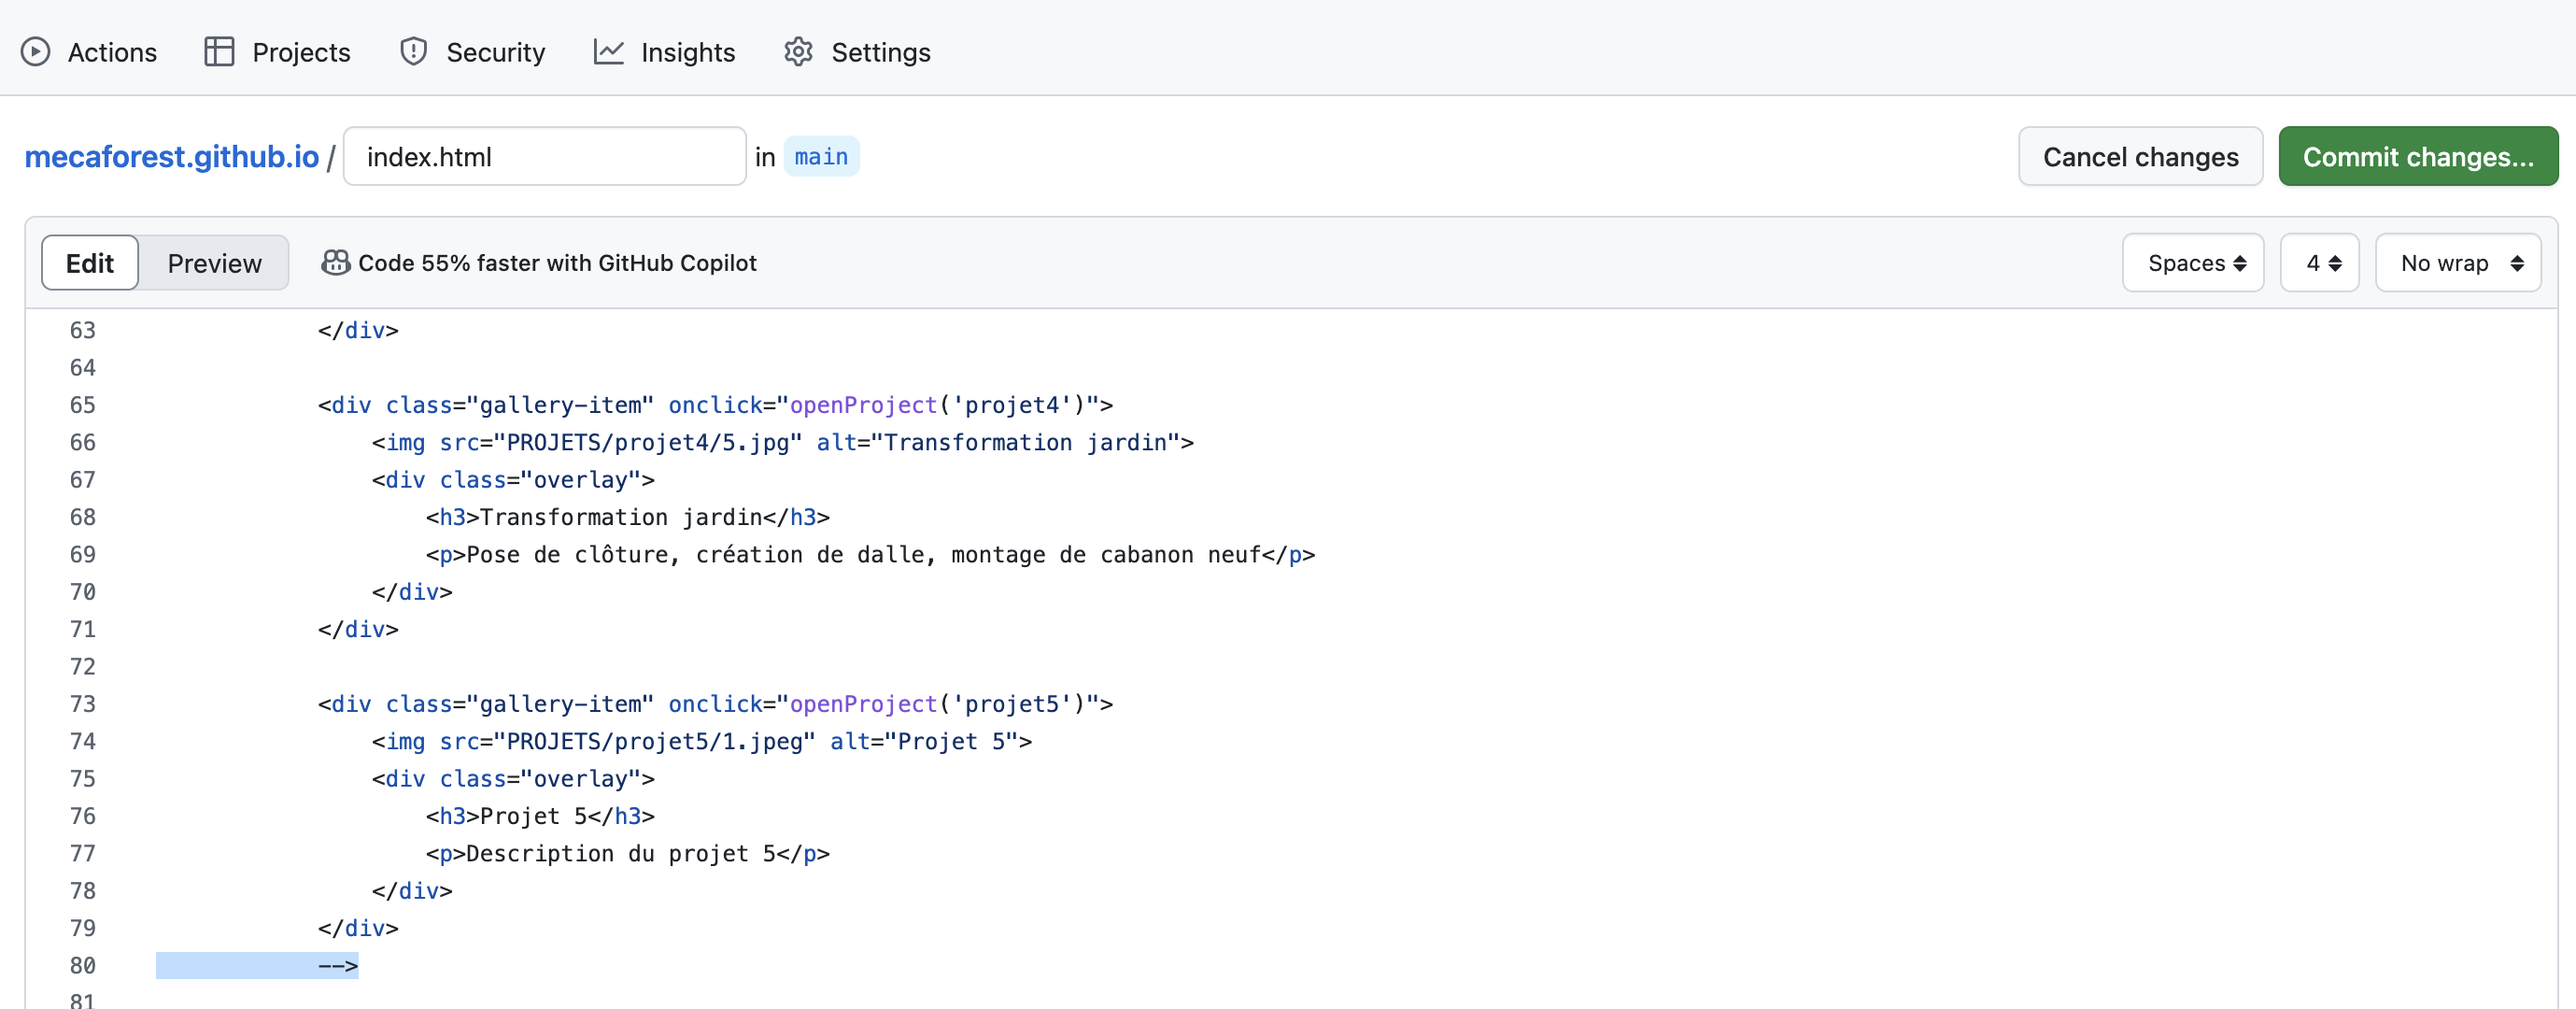 Actions Projects Security Insights Settings
mecaforest.github.io / index.html in main Cancel changes Commit changes...
Edit Preview Code 55% faster with GitHub Copilot Spaces 4 No wrap
63 </div>
64
65 <div class="gallery-item" onclick="openProject('projet4')">
66 <img src="PROJETS/projet4/5.jpg" alt="Transformation jardin">
67 <div class="overlay">
68 <h3>Transformation jardin</h3>
69 <p>Pose de clôture, création de dalle, montage de cabanon neuf</p>
70 </div>
71 </div>
72
73 <div class="gallery-item" onclick="openProject('projet5')">
74 <img src="PROJETS/projet5/1.jpeg" alt="Projet 5">
75 <div class="overlay">
76 <h3>Projet 5</h3>
77 <p>Description du projet 5</p>
78 </div>
79 </div>
80 -->
81